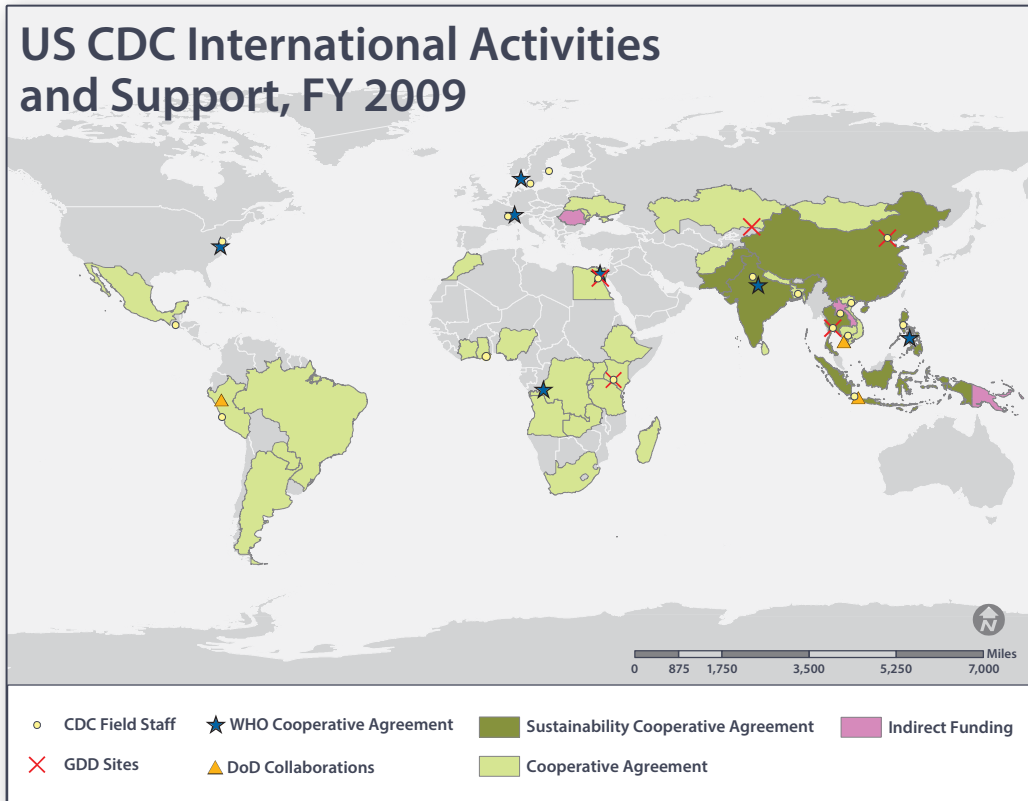 US CDC International Activities
and Support, FY 2009
N
Miles
0 875 1,750 3,500 5,250 7,000
CDC Field Staff
WHO Cooperative Agreement
Sustainability Cooperative Agreement
Indirect Funding
GDD Sites
DoD Collaborations
Cooperative Agreement